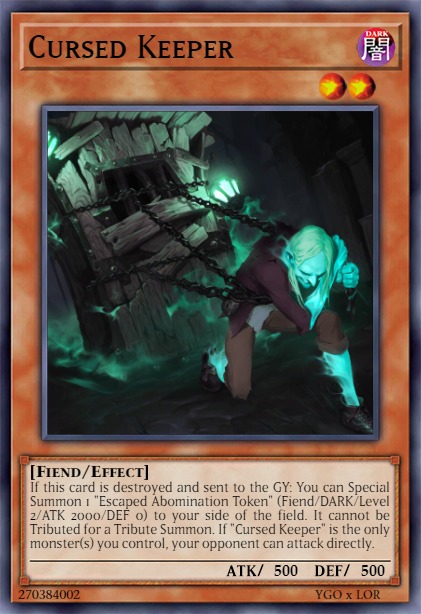 CURSED KEEPER
DARK
闇
[FIEND/EFFECT]
If this card is destroyed and sent to the GY: You can Special
Summon 1 "Escaped Abomination Token" (Fiend/DARK/Level
2/ATK 2000/DEF 0) to your side of the field. It cannot be
Tributed for a Tribute Summon. If "Cursed Keeper" is the only
monster(s) you control, your opponent can attack directly.
ATK/ 500 DEF/ 500
270384002 YGO x LOR